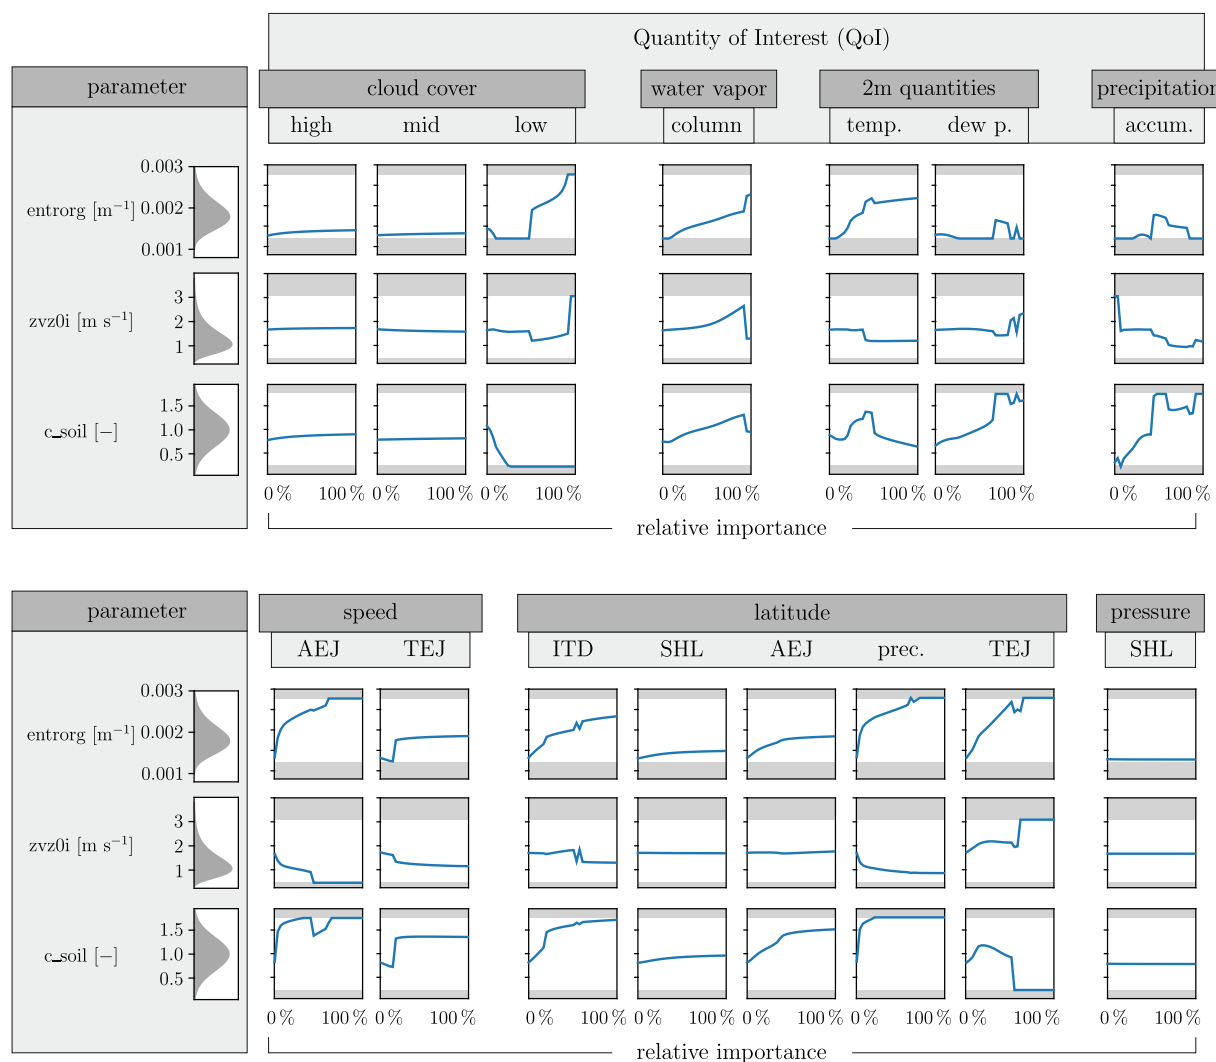 Quantity of Interest (QoI)
parameter cloud cover water vapor 2m quantities precipitation
high mid low column temp. dew p. accum.
0.003
entrorg [m⁻¹] 0.002
0.001
3
zvz0i [m s⁻¹] 2
1
1.5
c_soil [−] 1.0
0.5
0 % 100 % 0 % 100 % 0 % 100 % 0 % 100 % 0 % 100 % 0 % 100 %
relative importance
parameter speed latitude pressure
AEJ TEJ ITD SHL AEJ prec. TEJ SHL
0.003
entrorg [m⁻¹] 0.002
0.001
3
zvz0i [m s⁻¹] 2
1
1.5
c_soil [−] 1.0
0.5
0 % 100 % 0 % 100 % 0 % 100 % 0 % 100 % 0 % 100 % 0 % 100 % 0 % 100 % 0 % 100 %
relative importance